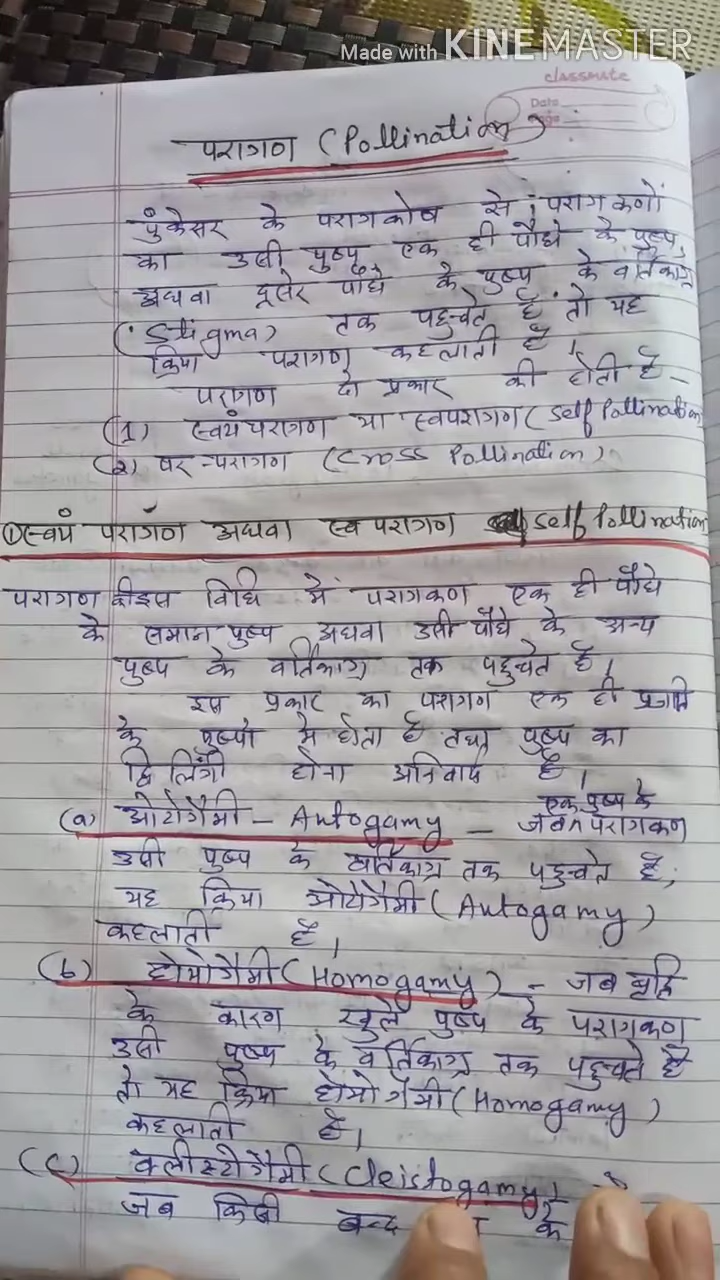 Made with KINEMASTER
classmate
Date
Page
परागण (Pollination)
पुंकेसर के परागकोष से परागकणों
का उसी पुष्प एक ही पौधे के पुष्प,
अथवा दूसरे पौधे के पुष्प के वर्तिकाग्र
(Stigma) तक पहुचते है तो यह
क्रिया परागण कहलाती है।
परागण दो प्रकार की होती है -
(1) स्वयं परागण या स्वपरागण (Self Pollination)
(2) पर-परागण (Cross Pollination)
① स्वयं परागण अथवा स्व परागण Self Pollination
परागण की इस विधि में परागकण एक ही पौधे
के समान पुष्प अथवा उसी पौधे के अन्य
पुष्प के वर्तिकाग्र तक पहुचते है।
इस प्रकार का परागण एक ही
के पुष्पो मे होता है तथा पुष्प का
द्विलिंगी होना अनिवार्य है।
एक पुष्प के
(a) ओटोगैमी - Autogamy - जब परागकण
उसी पुष्प के वर्तिकाग्र तक पहुचते है,
यह क्रिया ओटोगैमी (Autogamy)
कहलाती है।
(b) होमोगैमी (Homogamy) - जब
के कारण खुले पुष्प के परागकण
उसी पुष्प के वर्तिकाग्र तक पहुचते है
तो यह क्रिया होमोगैमी (Homogamy)
कहलाती है।
(c) क्लीस्टोगैमी (Cleistogamy)
जब किसी बन्द के